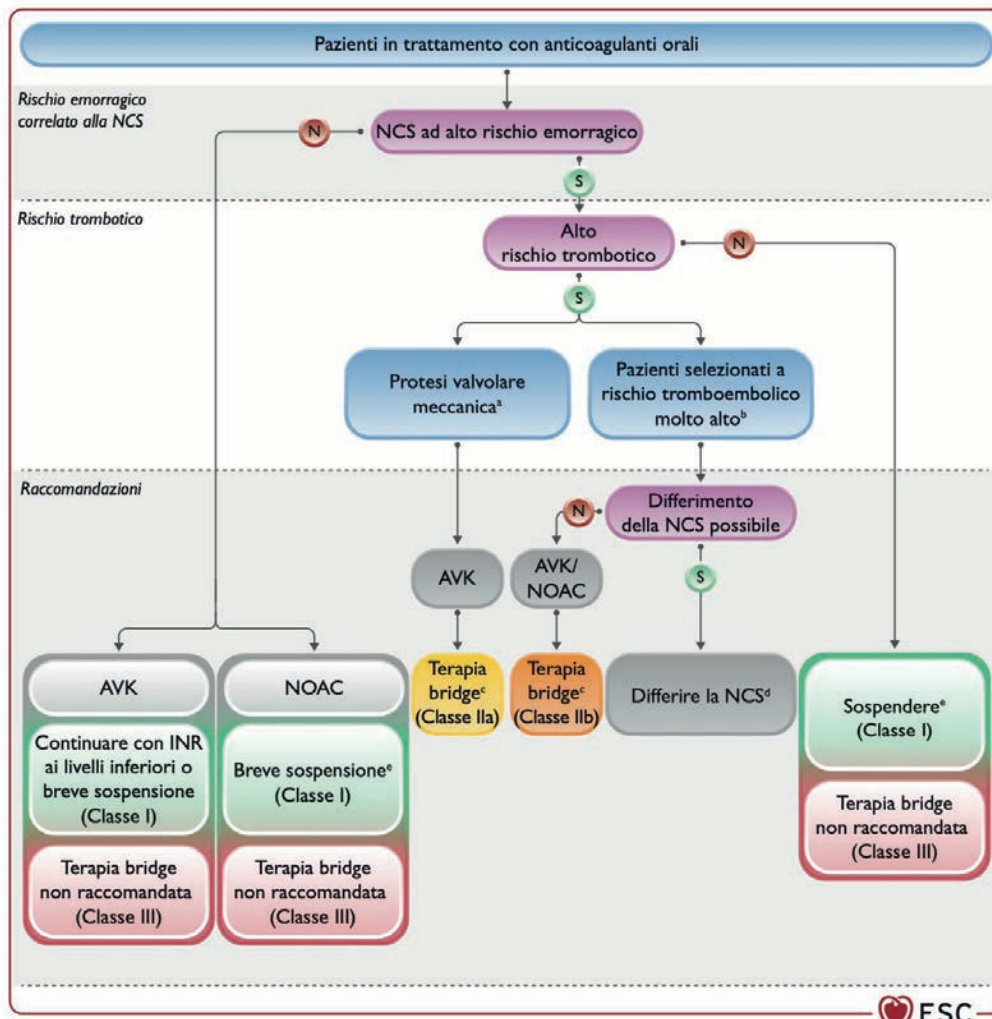 Pazienti in trattamento con anticoagulanti orali
Rischio emorragico
correlato alla NCS
N
NCS ad alto rischio emorragico
S
Rischio trombotico
Alto
rischio trombotico
N
S
Protesi valvolare
meccanicaᵃ
Pazienti selezionati a
rischio tromboembolico
molto altoᵇ
Raccomandazioni
Differimento
della NCS possibile
N
S
AVK
AVK/
NOAC
AVK
Continuare con INR
ai livelli inferiori o
breve sospensione
(Classe I)
Terapia bridge
non raccomandata
(Classe III)
NOAC
Breve sospensioneᵉ
(Classe I)
Terapia bridge
non raccomandata
(Classe III)
Terapia
bridgeᶜ
(Classe IIa)
Terapia
bridgeᶜ
(Classe IIb)
Differire la NCSᵈ
Sospendereᵉ
(Classe I)
Terapia bridge
non raccomandata
(Classe III)
ESC